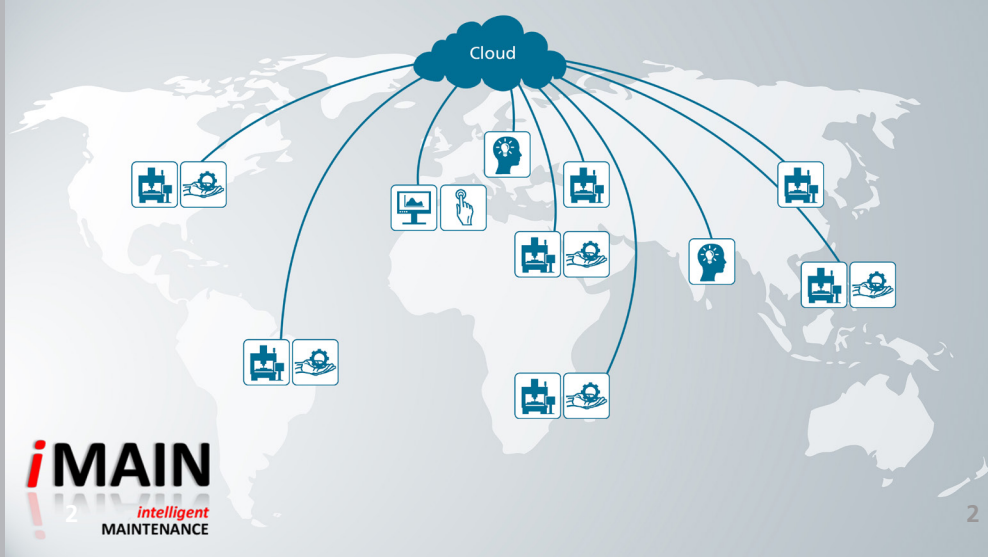 Cloud
iMAIN
intelligent
MAINTENANCE
2
2